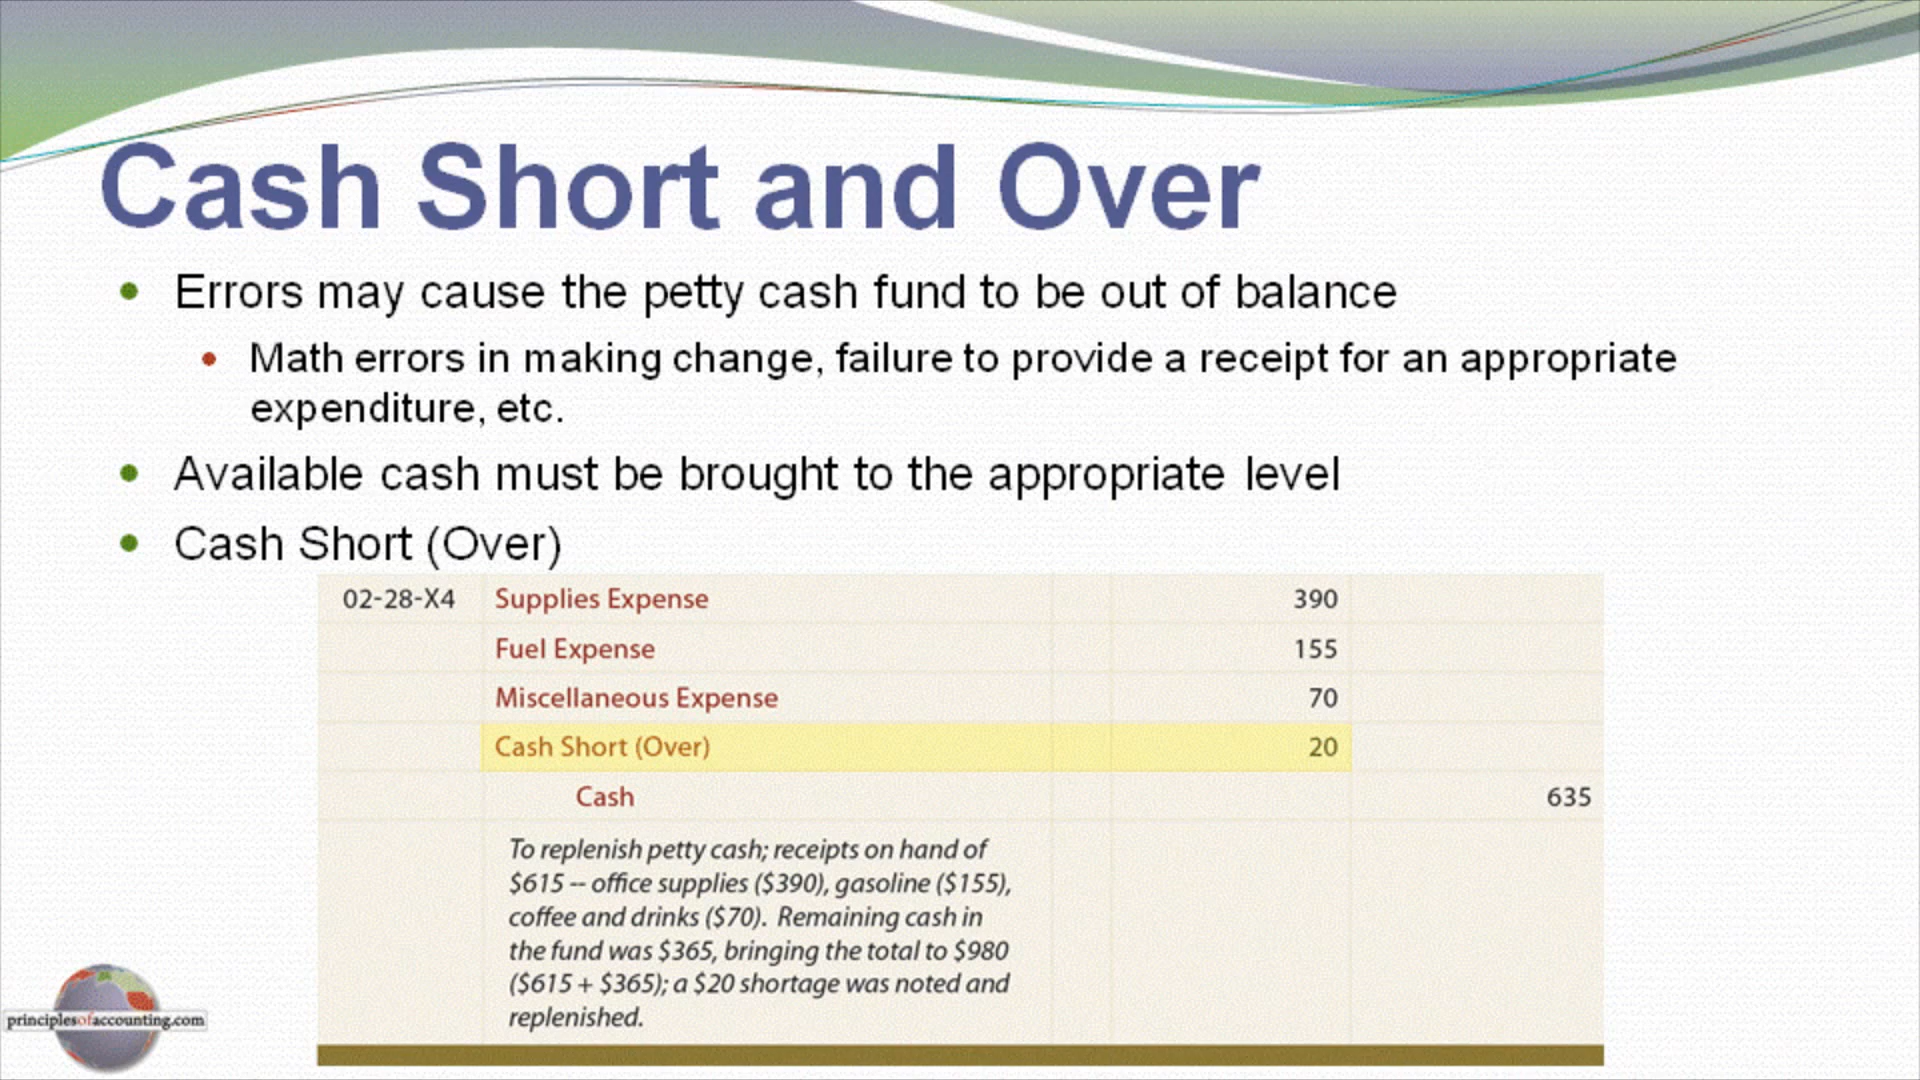 Cash Short and Over
• Errors may cause the petty cash fund to be out of balance
• Math errors in making change, failure to provide a receipt for an appropriate
expenditure, etc.
• Available cash must be brought to the appropriate level
• Cash Short (Over)
02-28-X4 Supplies Expense 390
Fuel Expense 155
Miscellaneous Expense 70
Cash Short (Over) 20
Cash 635
To replenish petty cash; receipts on hand of
$615 -- office supplies ($390), gasoline ($155),
coffee and drinks ($70). Remaining cash in
the fund was $365, bringing the total to $980
($615 + $365); a $20 shortage was noted and
replenished.
principlesofaccounting.com